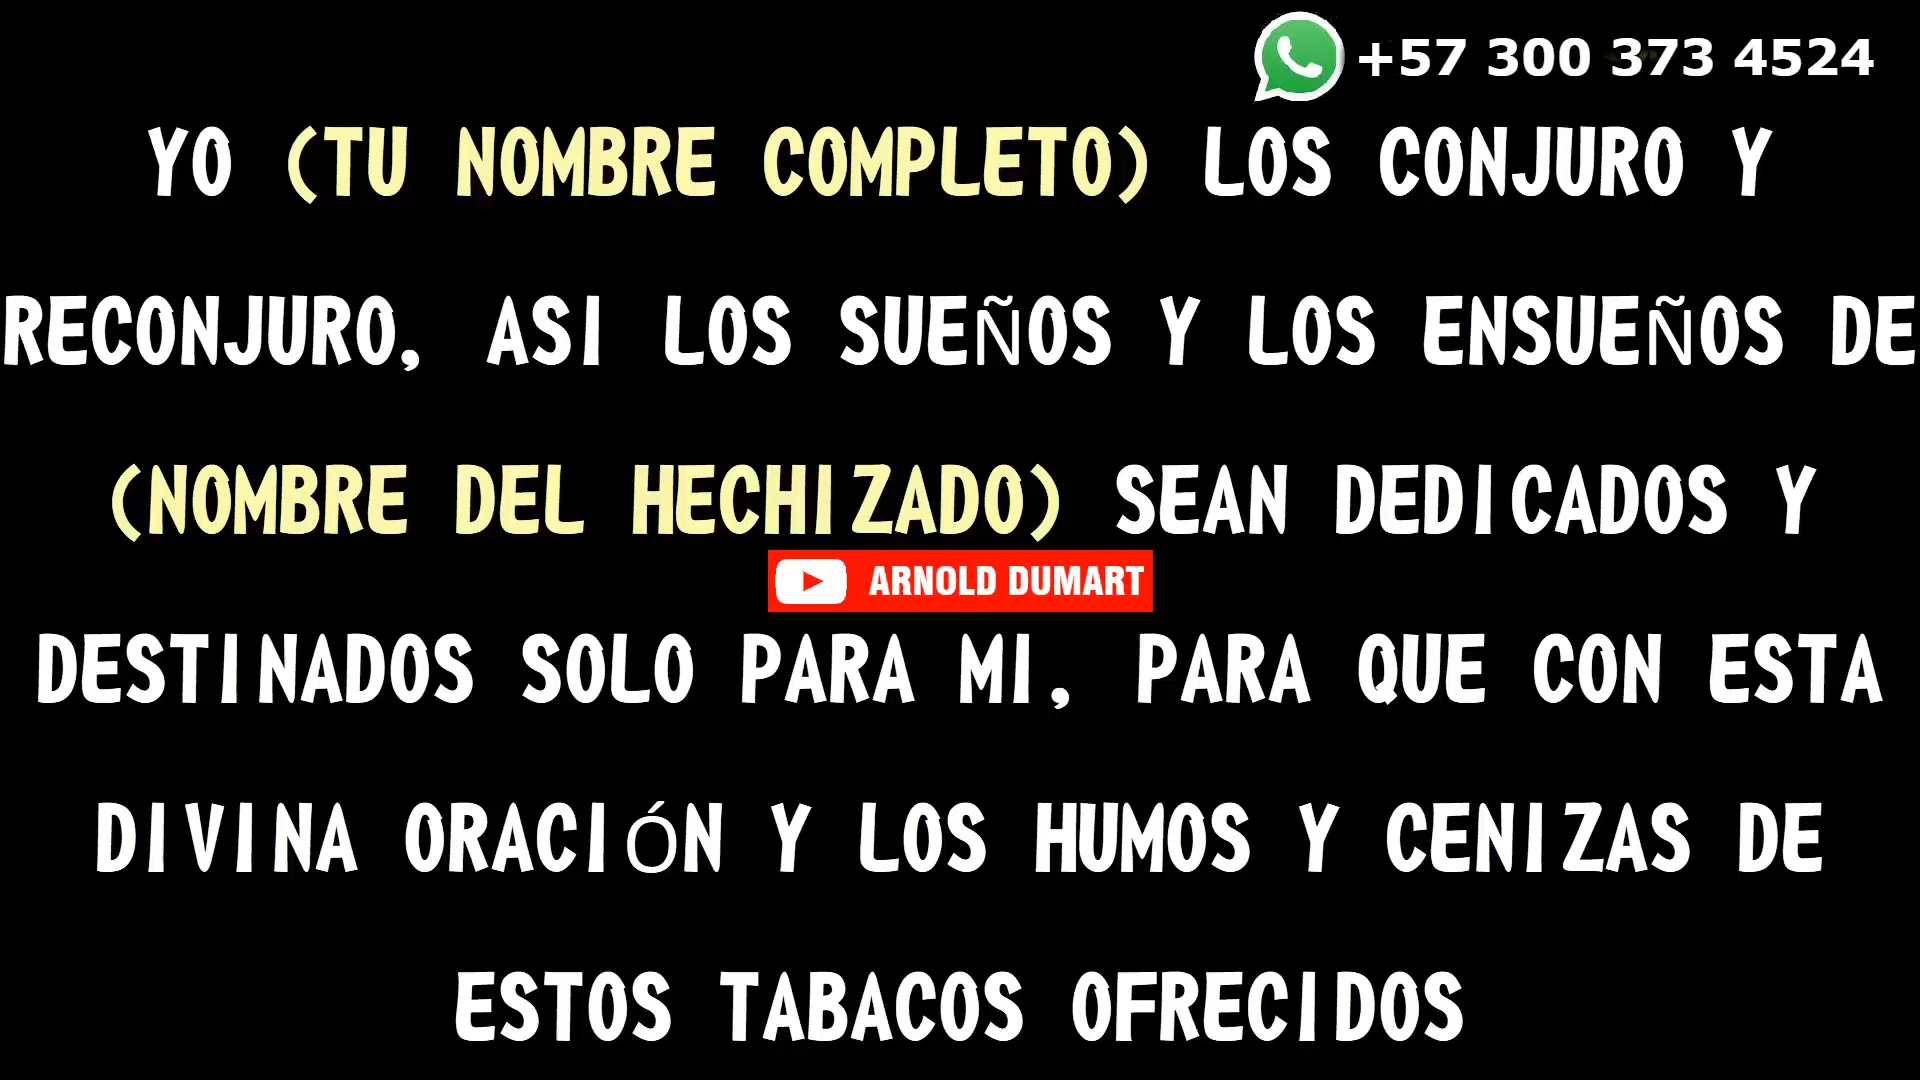 +57 300 373 4524
YO (TU NOMBRE COMPLETO) LOS CONJURO Y
RECONJURO, ASI LOS SUEÑOS Y LOS ENSUEÑOS DE
(NOMBRE DEL HECHIZADO) SEAN DEDICADOS Y
ARNOLD DUMART
DESTINADOS SOLO PARA MI, PARA QUE CON ESTA
DIVINA ORACIÓN Y LOS HUMOS Y CENIZAS DE
ESTOS TABACOS OFRECIDOS